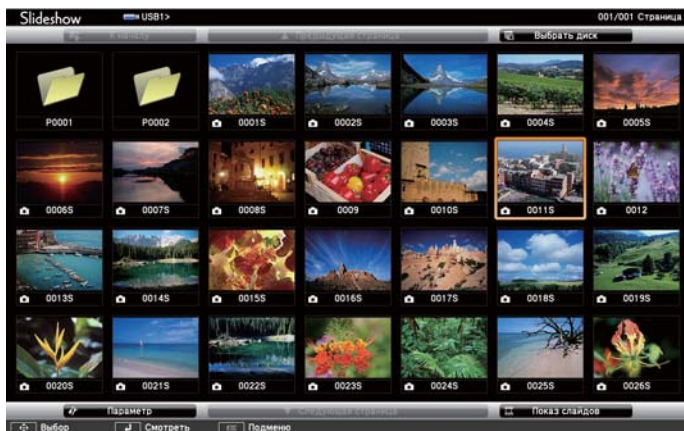 Slideshow USB1> 001/001 Страница
К началу ▲ Предыдущая страница Выбрать диск
P0001 P0002 0001S 0002S 0003S 0004S 0005S
0006S 0007S 0008S 0009 0010S 0011S 0012
0013S 0014S 0015S 0016S 0017S 0018S 0019S
0020S 0021S 0022S 0023S 0024S 0025S 0026S
Параметр ▼ Следующая страница Показ слайдов
Выбор Смотреть ESC Подменю